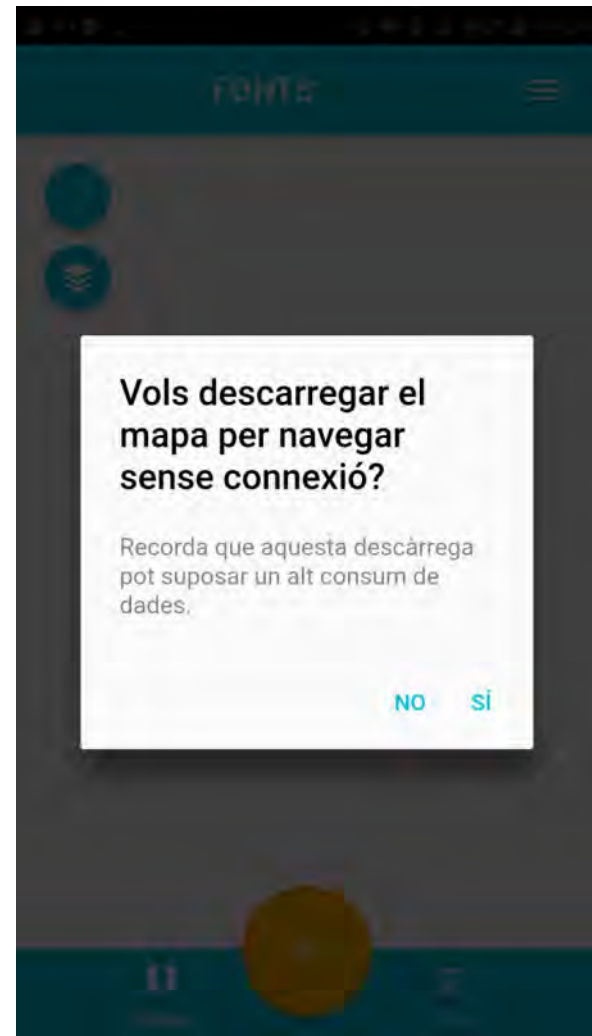 FONTS
Vols descarregar el
mapa per navegar
sense connexió?
Recorda que aquesta descàrrega
pot suposar un alt consum de
dades.
NO SÍ